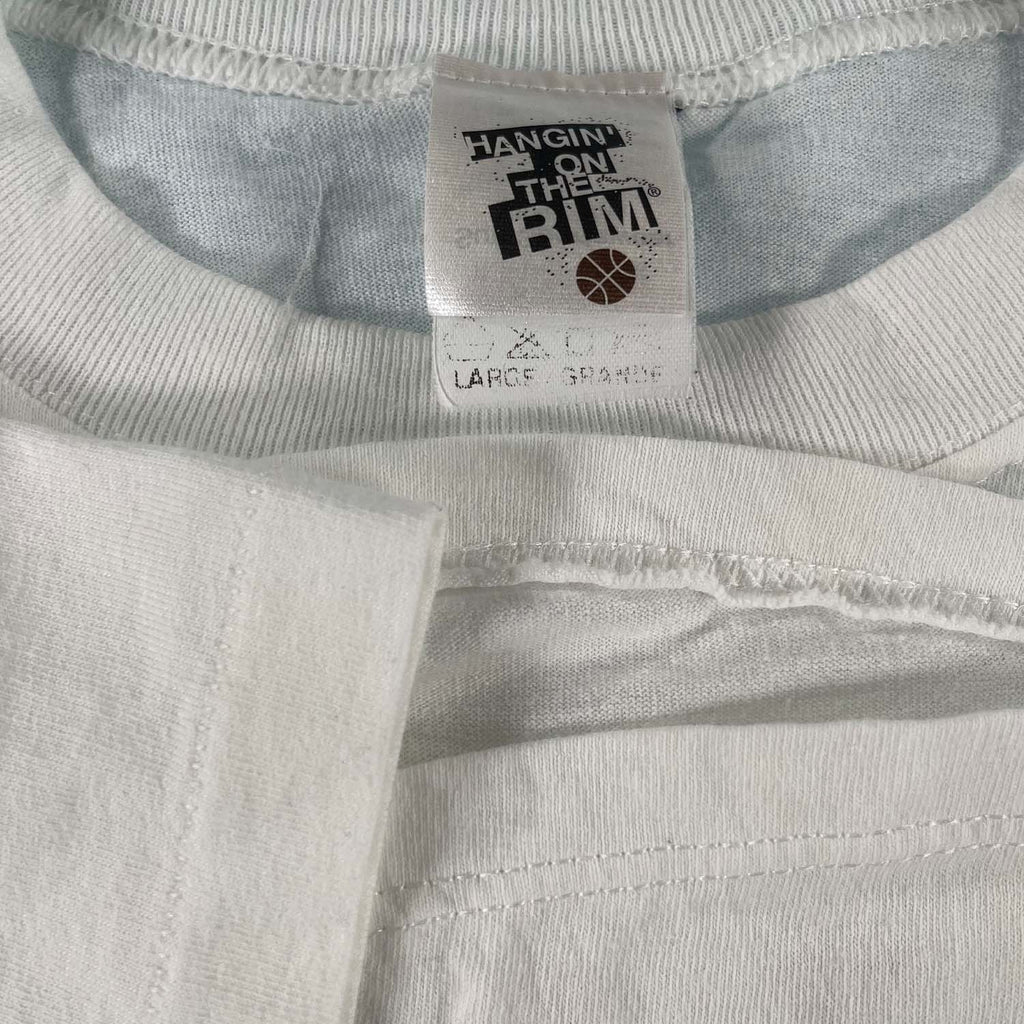 HANGIN'
ON
THE
RIM®
LARGE / GRANDE